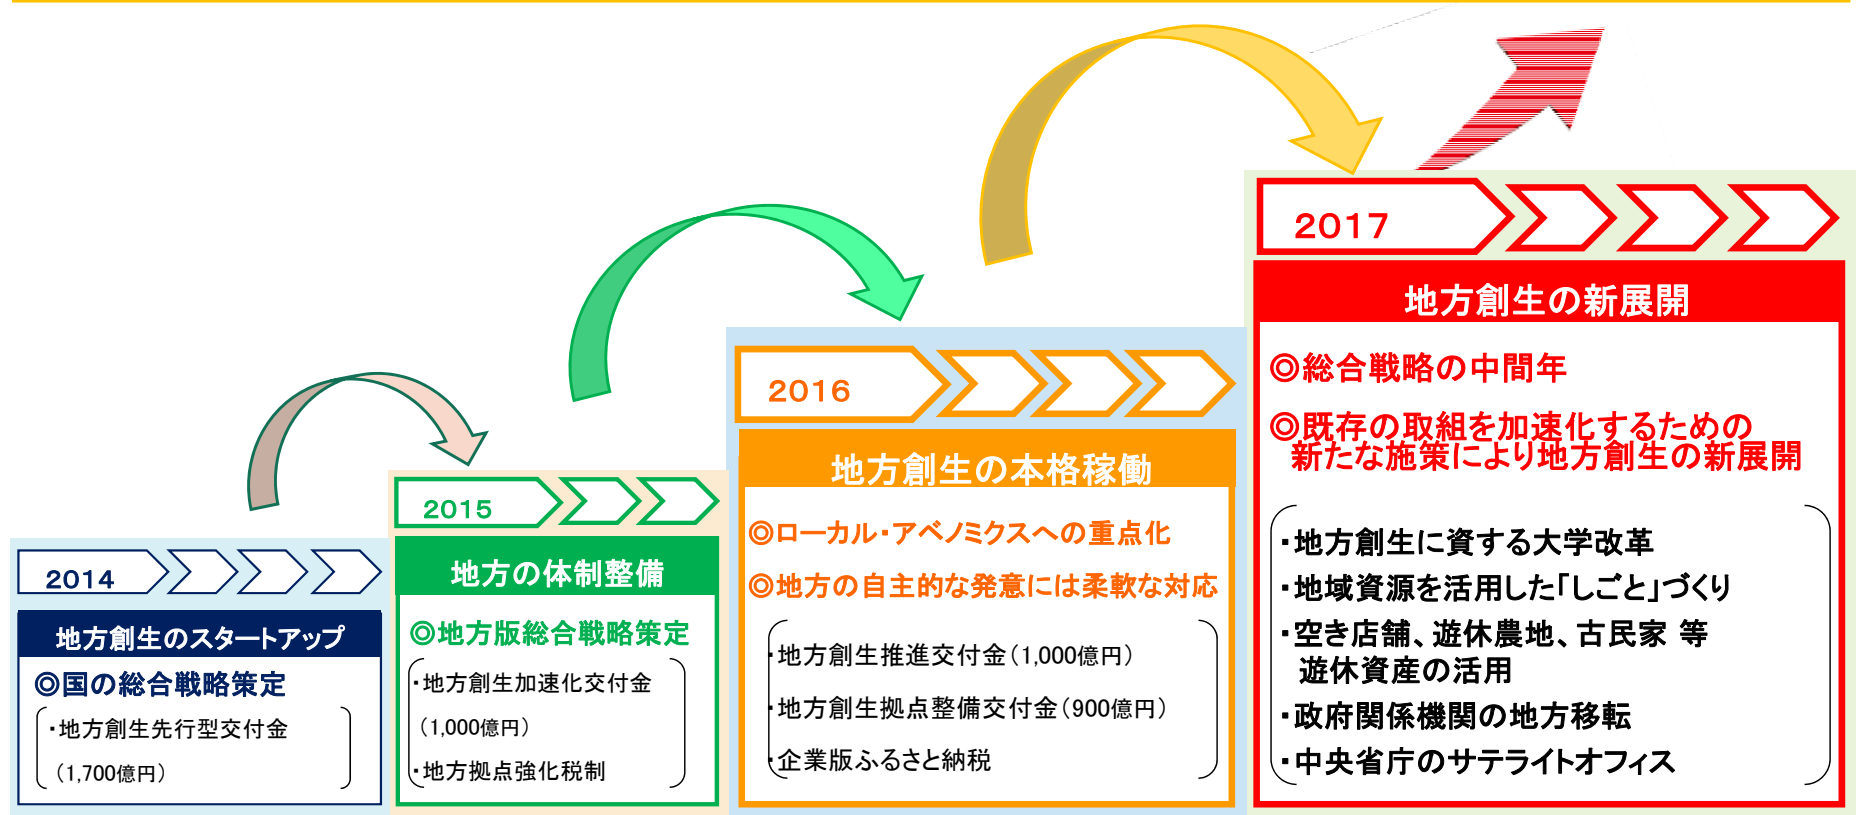 2014
地方創生のスタートアップ
◎国の総合戦略策定
・地方創生先行型交付金
（1,700億円）
2015
地方の体制整備
◎地方版総合戦略策定
・地方創生加速化交付金
（1,000億円）
・地方拠点強化税制
2016
地方創生の本格稼働
◎ローカル・アベノミクスへの重点化
◎地方の自主的な発意には柔軟な対応
・地方創生推進交付金（1,000億円）
・地方創生拠点整備交付金（900億円）
・企業版ふるさと納税
2017
地方創生の新展開
◎総合戦略の中間年
◎既存の取組を加速化するための
新たな施策により地方創生の新展開
・地方創生に資する大学改革
・地域資源を活用した「しごと」づくり
・空き店舗、遊休農地、古民家 等
遊休資産の活用
・政府関係機関の地方移転
・中央省庁のサテライトオフィス